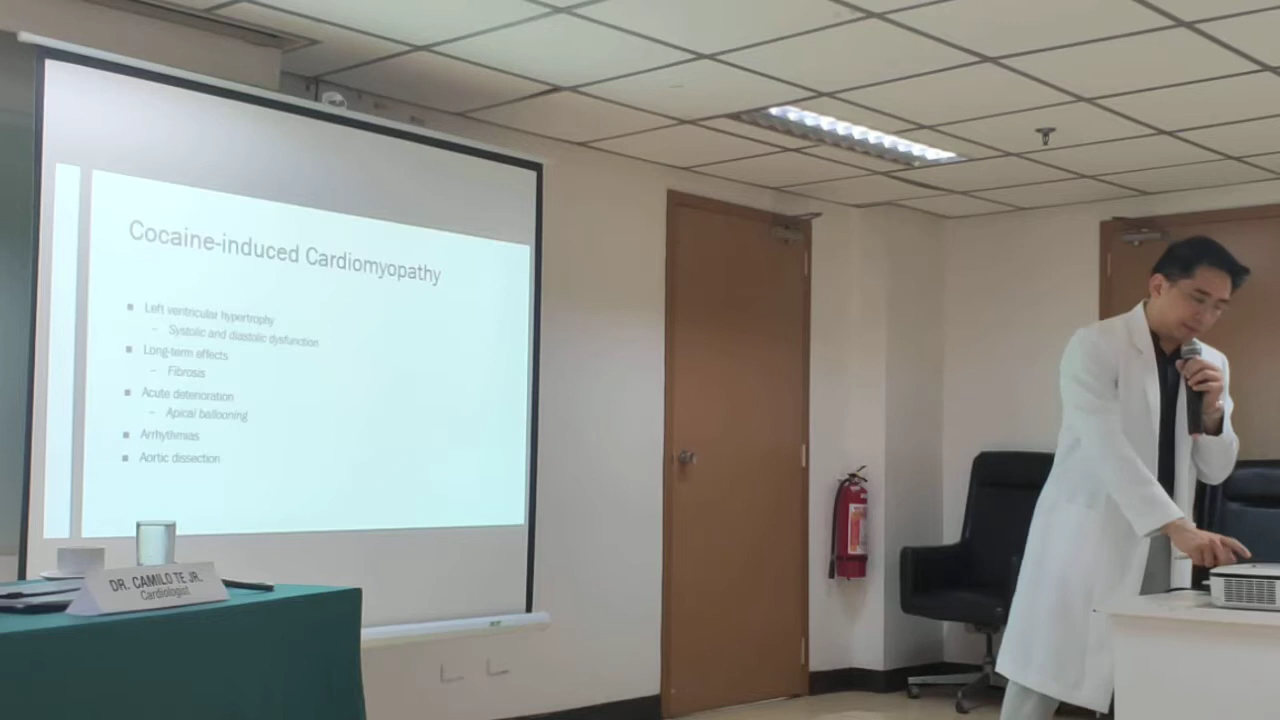 Cocaine-induced Cardiomyopathy
Left ventricular hypertrophy
– Systolic and diastolic dysfunction
Long-term effects
– Fibrosis
Acute deterioration
– Apical ballooning
Arrhythmias
Aortic dissection
DR. CAMILO TE JR.
Cardiologist